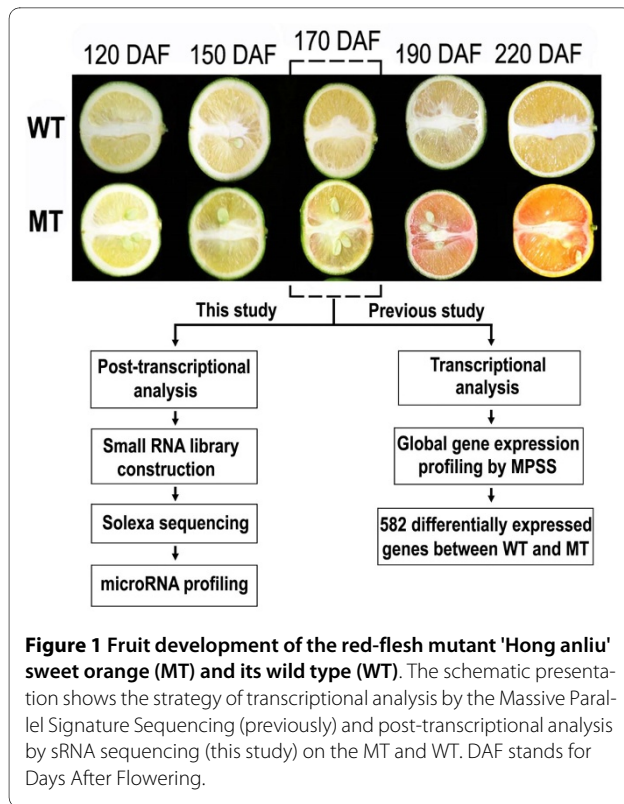 120 DAF 150 DAF 170 DAF 190 DAF 220 DAF
WT
MT
This study
Previous study
Post-transcriptional
analysis
Small RNA library
construction
Solexa sequencing
microRNA profiling
Transcriptional
analysis
Global gene expression
profiling by MPSS
582 differentially expressed
genes between WT and MT
Figure 1 Fruit development of the red-flesh mutant 'Hong anliu'
sweet orange (MT) and its wild type (WT). The schematic presenta-
tion shows the strategy of transcriptional analysis by the Massive Paral-
lel Signature Sequencing (previously) and post-transcriptional analysis
by sRNA sequencing (this study) on the MT and WT. DAF stands for
Days After Flowering.